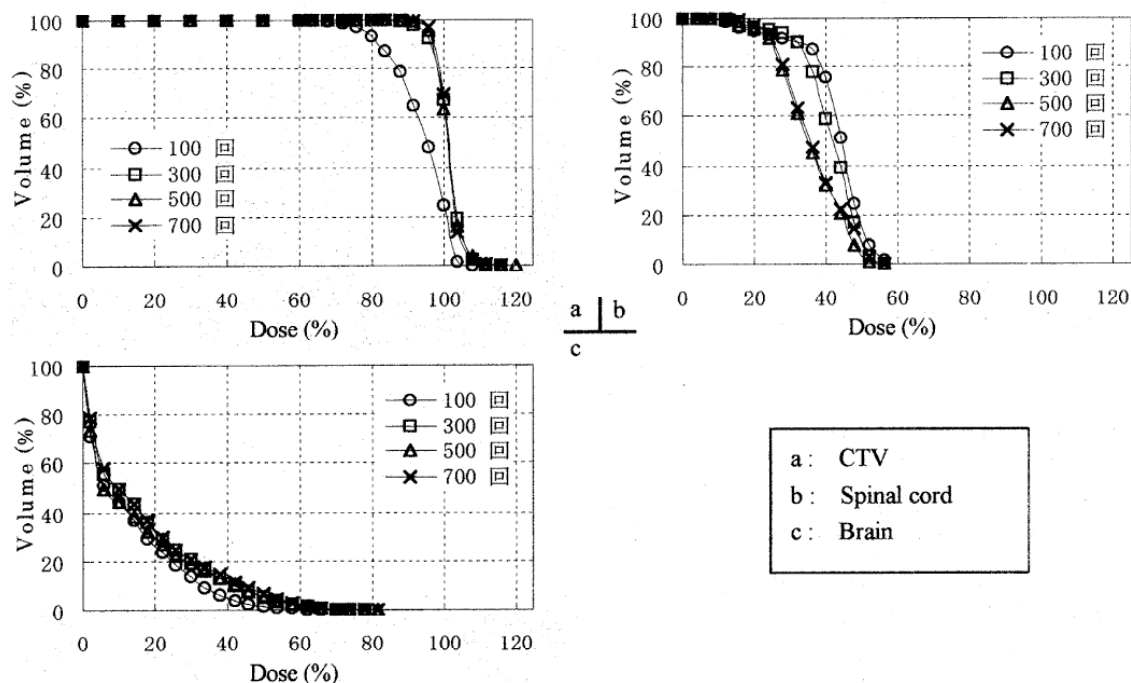 100
80
60
40
20
0
Volume (%)
100 回
300 回
500 回
700 回
0 20 40 60 80 100 120
Dose (%)
100
80
60
40
20
0
Volume (%)
100 回
300 回
500 回
700 回
0 20 40 60 80 100 120
Dose (%)
a b
c
100
80
60
40
20
0
Volume (%)
100 回
300 回
500 回
700 回
0 20 40 60 80 100 120
Dose (%)
a : CTV
b : Spinal cord
c : Brain